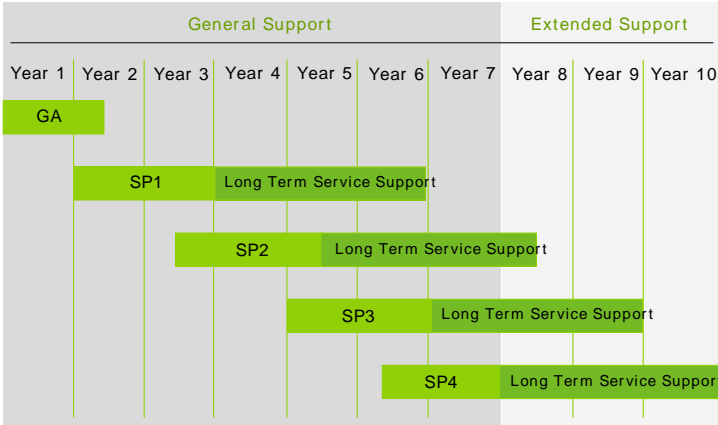 General Support Extended Support
Year 1 Year 2 Year 3 Year 4 Year 5 Year 6 Year 7 Year 8 Year 9 Year 10
GA
SP1 Long Term Service Support
SP2 Long Term Service Support
SP3 Long Term Service Support
SP4 Long Term Service Support